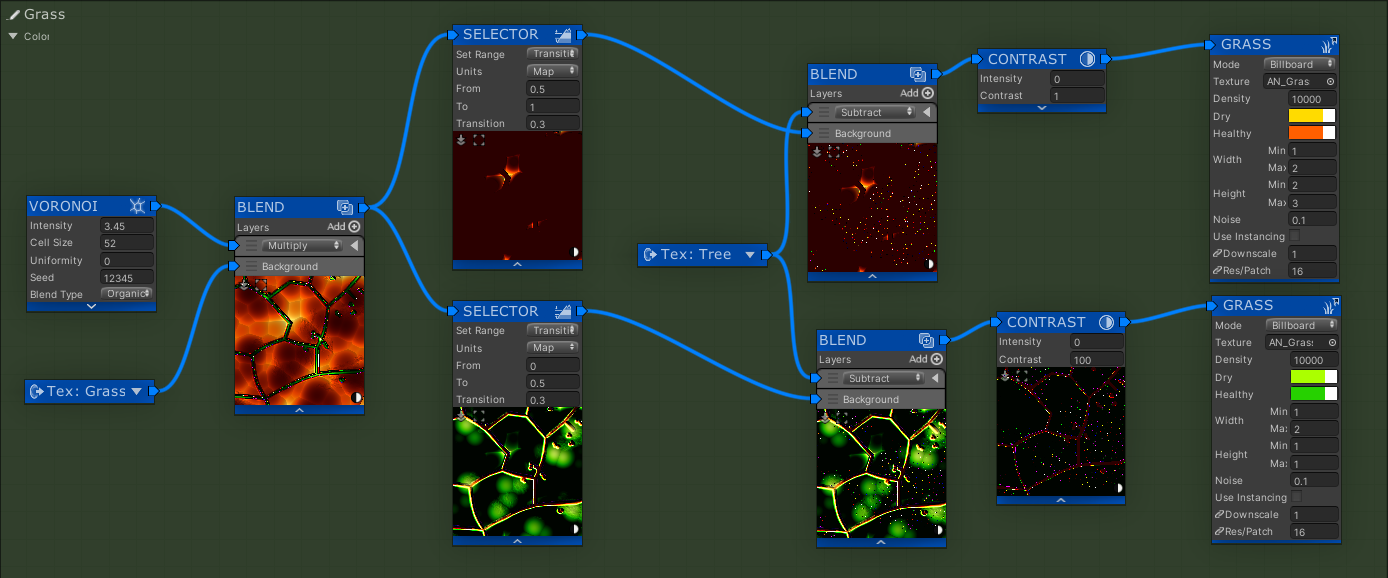 Grass
Color
VORONOI
Intensity 3.45
Cell Size 52
Uniformity 0
Seed 12345
Blend Type Organic
Tex: Grass
BLEND
Layers Add
Multiply
Background
SELECTOR
Set Range Transiti
Units Map
From 0.5
To 1
Transition 0.3
SELECTOR
Set Range Transiti
Units Map
From 0
To 0.5
Transition 0.3
Tex: Tree
BLEND
Layers Add
Subtract
Background
BLEND
Layers Add
Subtract
Background
CONTRAST
Intensity 0
Contrast 1
CONTRAST
Intensity 0
Contrast 100
GRASS
Mode Billboard
Texture AN_Gras
Density 10000
Dry
Healthy
Width Min 1
Max 2
Height Min 2
Max 3
Noise 0.1
Use Instancing
Downscale 1
Res/Patch 16
GRASS
Mode Billboard
Texture AN_Grass
Density 10000
Dry
Healthy
Width Min 1
Max: 2
Height Min 1
Max: 1
Noise 0.1
Use Instancing
Downscale 1
Res/Patch 16